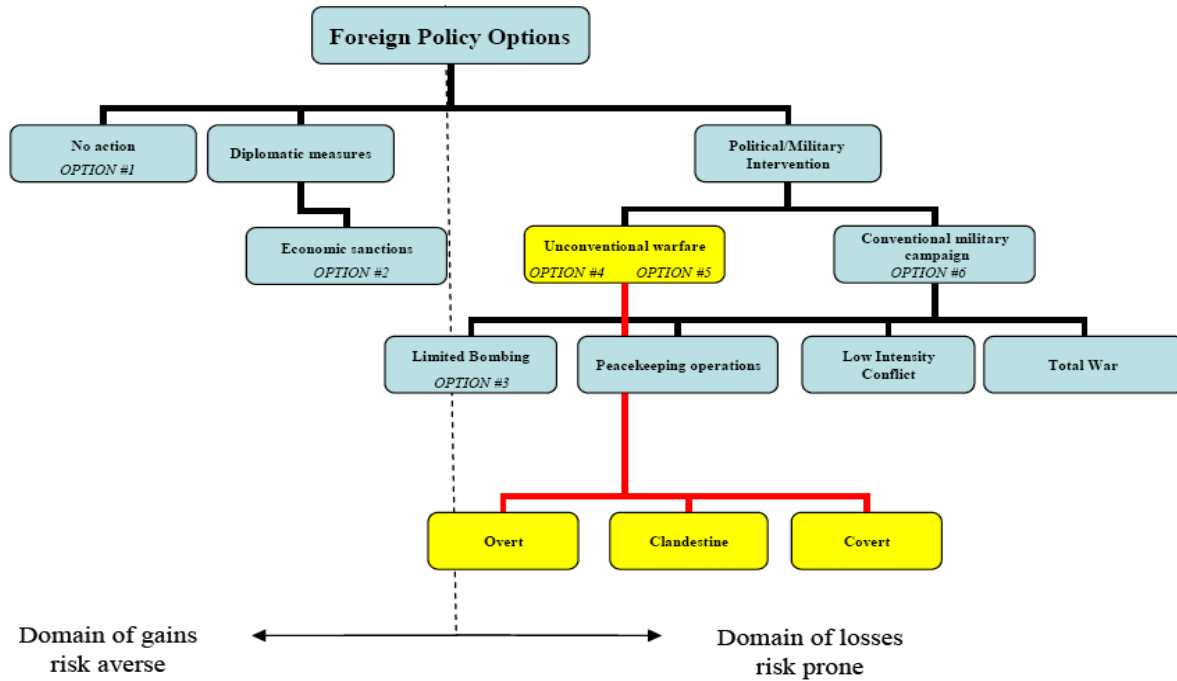 Foreign Policy Options
No action
OPTION #1
Diplomatic measures
Political/Military
Intervention
Economic sanctions
OPTION #2
Unconventional warfare
OPTION #4 OPTION #5
Conventional military
campaign
OPTION #6
Limited Bombing
OPTION #3
Peacekeeping operations
Low Intensity
Conflict
Total War
Overt
Clandestine
Covert
Domain of gains
risk averse
Domain of losses
risk prone